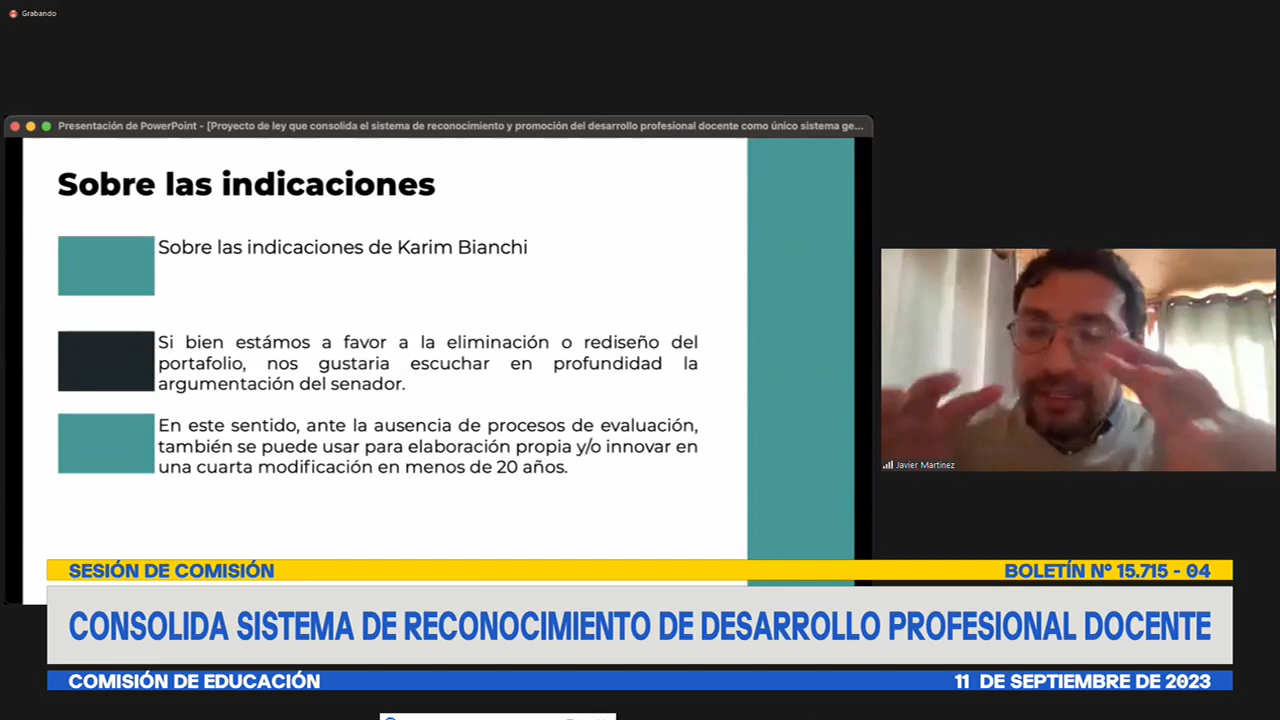 Grabando
Presentación de PowerPoint - [Proyecto de ley que consolida el sistema de reconocimiento y promoción del desarrollo profesional docente como único sistema ge...
Sobre las indicaciones
Sobre las indicaciones de Karim Bianchi
Si bien estámos a favor a la eliminación o rediseño del
portafolio, nos gustaria escuchar en profundidad la
argumentación del senador.
En este sentido, ante la ausencia de procesos de evaluación,
también se puede usar para elaboración propia y/o innovar en
una cuarta modificación en menos de 20 años.
Javier Martinez
SESIÓN DE COMISIÓN
BOLETÍN N° 15.715 - 04
CONSOLIDA SISTEMA DE RECONOCIMIENTO DE DESARROLLO PROFESIONAL DOCENTE
COMISIÓN DE EDUCACIÓN
11 DE SEPTIEMBRE DE 2023